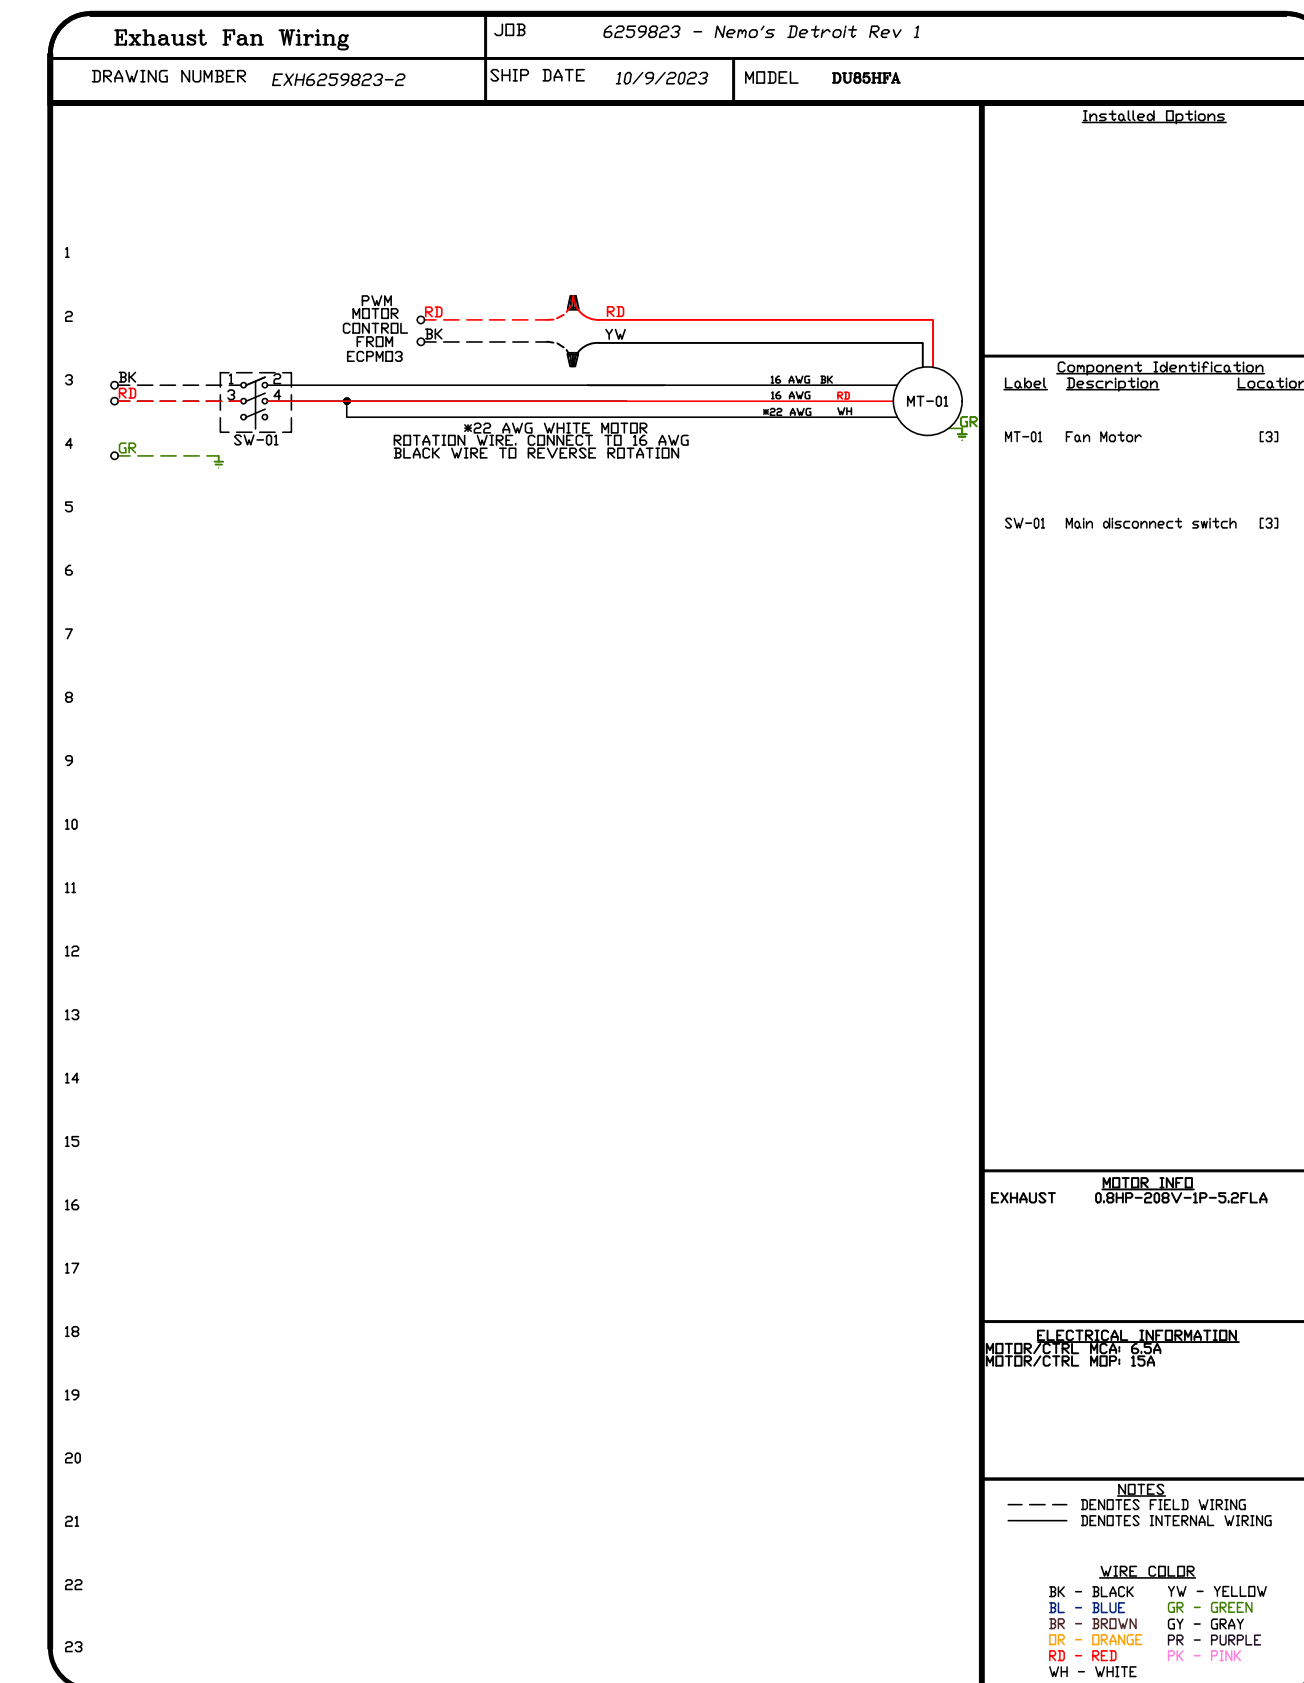 Exhaust Fan Wiring
JOB 6259823 - Nemo's Detroit Rev 1
DRAWING NUMBER EXH6259823-2
SHIP DATE 10/9/2023
MODEL DU85HFA
1
2
3
4
5
6
7
8
9
10
11
12
13
14
15
16
17
18
19
20
21
22
23
PWM
MOTOR
CONTROL
FROM
ECPM03
RD
BK
RD
YW
BK
RD
1 2
3 4
SW-01
GR
16 AWG BK
16 AWG RD
*22 AWG WH
MT-01
GR
*22 AWG WHITE MOTOR
ROTATION WIRE. CONNECT TO 16 AWG
BLACK WIRE TO REVERSE ROTATION
Installed Options
Component Identification
Label Description Location
MT-01 Fan Motor [3]
SW-01 Main disconnect switch [3]
MOTOR INFO
EXHAUST 0.8HP-208V-1P-5.2FLA
ELECTRICAL INFORMATION
MOTOR/CTRL MCA: 6.5A
MOTOR/CTRL MOP: 15A
NOTES
DENOTES FIELD WIRING
DENOTES INTERNAL WIRING
WIRE COLOR
BK - BLACK YW - YELLOW
BL - BLUE GR - GREEN
BR - BROWN GY - GRAY
OR - ORANGE PR - PURPLE
RD - RED PK - PINK
WH - WHITE